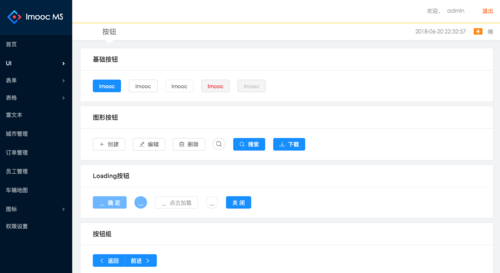 Imooc MS
欢迎， admin 退出
首页
按钮
2018-06-20 22:32:57 晴
UI
表单
表格
富文本
城市管理
订单管理
员工管理
车辆地图
图标
权限设置
基础按钮
Imooc Imooc Imooc Imooc Imooc
图形按钮
+ 创建 编辑 删除 搜索 下载
Loading按钮
确定 点击加载 关闭
按钮组
返回 前进